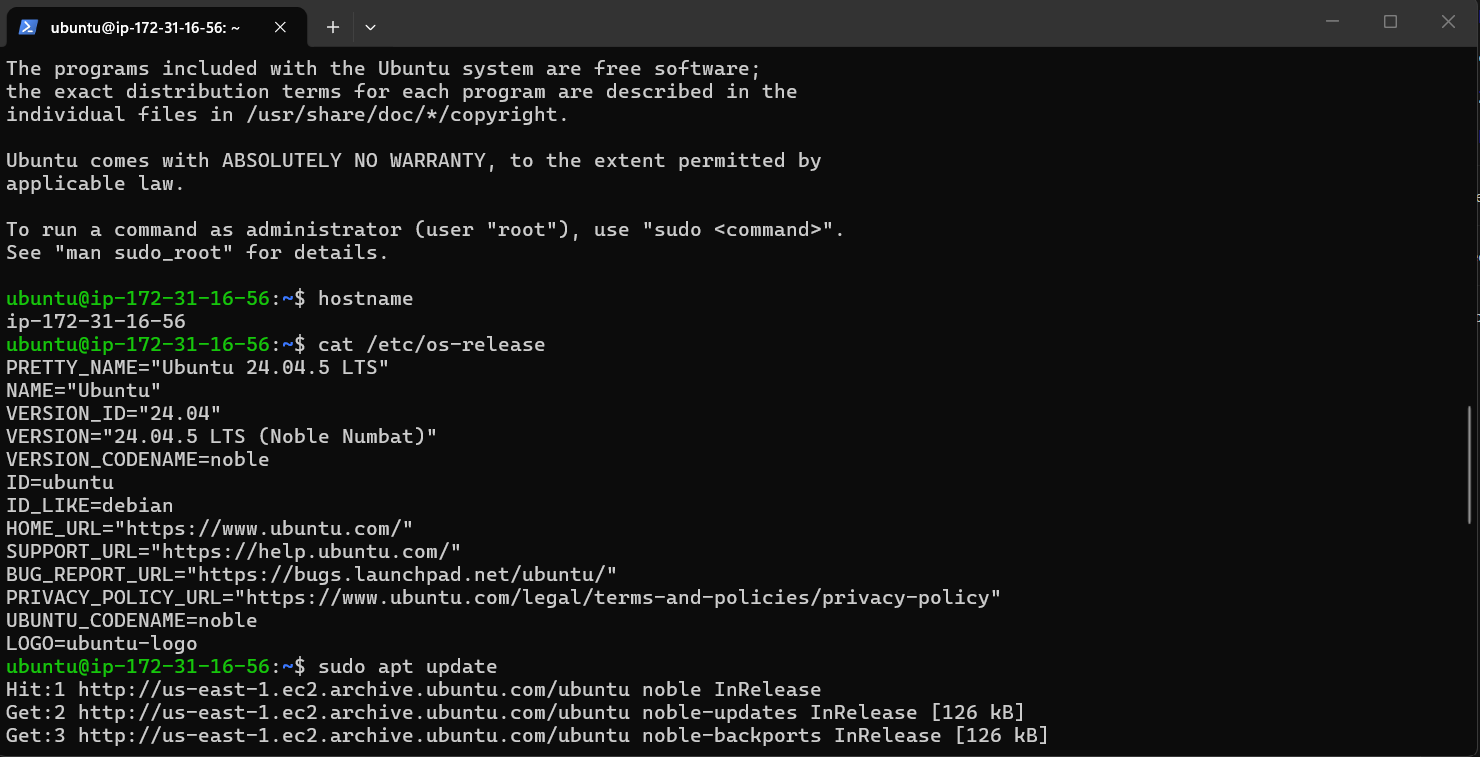 ubuntu@ip-172-31-16-56: ~
The programs included with the Ubuntu system are free software;
the exact distribution terms for each program are described in the
individual files in /usr/share/doc/*/copyright.
Ubuntu comes with ABSOLUTELY NO WARRANTY, to the extent permitted by
applicable law.
To run a command as administrator (user "root"), use "sudo <command>".
See "man sudo_root" for details.
ubuntu@ip-172-31-16-56:~$ hostname
ip-172-31-16-56
ubuntu@ip-172-31-16-56:~$ cat /etc/os-release
PRETTY_NAME="Ubuntu 24.04.5 LTS"
NAME="Ubuntu"
VERSION_ID="24.04"
VERSION="24.04.5 LTS (Noble Numbat)"
VERSION_CODENAME=noble
ID=ubuntu
ID_LIKE=debian
HOME_URL="https://www.ubuntu.com/"
SUPPORT_URL="https://help.ubuntu.com/"
BUG_REPORT_URL="https://bugs.launchpad.net/ubuntu/"
PRIVACY_POLICY_URL="https://www.ubuntu.com/legal/terms-and-policies/privacy-policy"
UBUNTU_CODENAME=noble
LOGO=ubuntu-logo
ubuntu@ip-172-31-16-56:~$ sudo apt update
Hit:1 http://us-east-1.ec2.archive.ubuntu.com/ubuntu noble InRelease
Get:2 http://us-east-1.ec2.archive.ubuntu.com/ubuntu noble-updates InRelease [126 kB]
Get:3 http://us-east-1.ec2.archive.ubuntu.com/ubuntu noble-backports InRelease [126 kB]